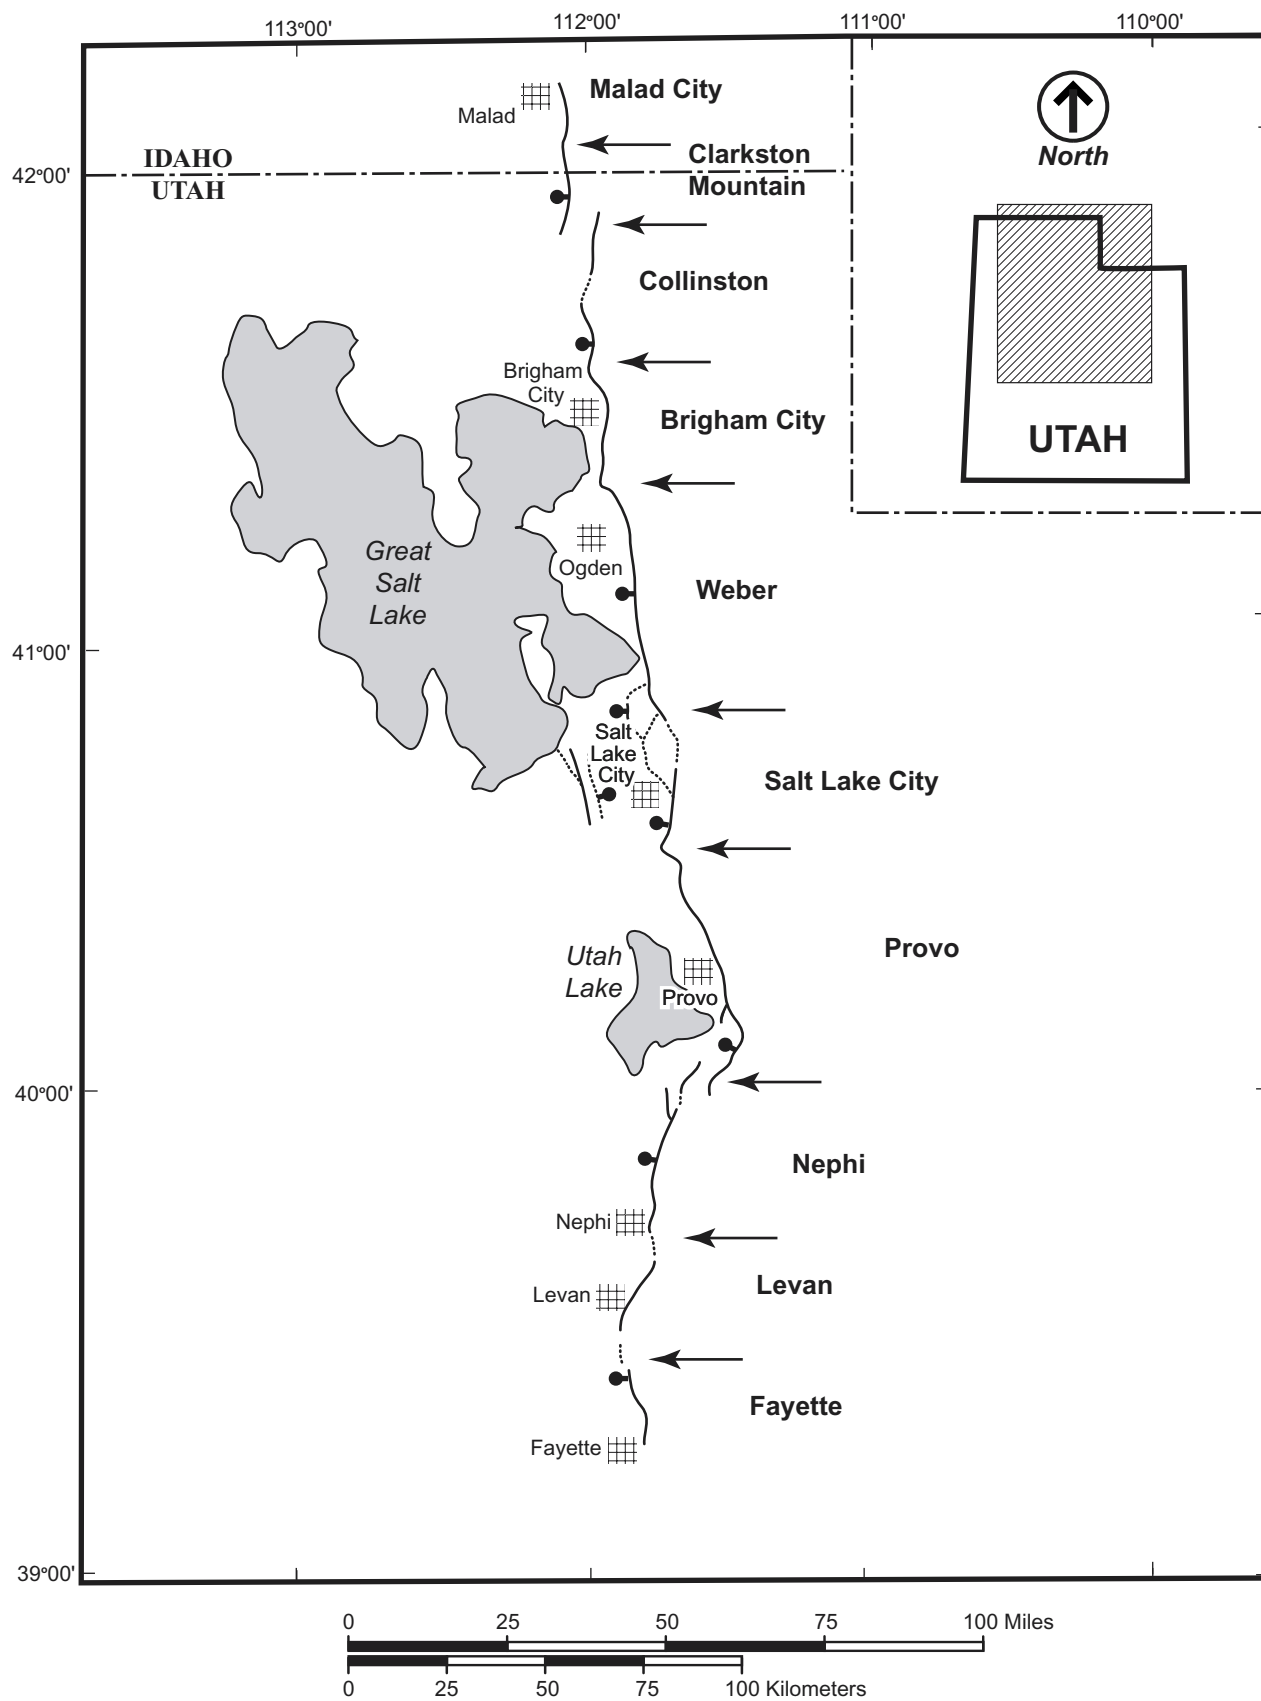 113°00'
112°00'
111°00'
110°00'
Malad City
Malad
North
IDAHO
Clarkston
42°00'
UTAH
Mountain
Collinston
Brigham
City
Brigham City
UTAH
Great
Salt
Lake
Ogden
Weber
41°00'
Salt
Lake
City
Salt Lake City
Utah
Lake
Provo
Provo
40°00'
Nephi
Nephi
Levan
Levan
Fayette
Fayette
39°00'
0 25 50 75 100 Miles
0 25 50 75 100 Kilometers